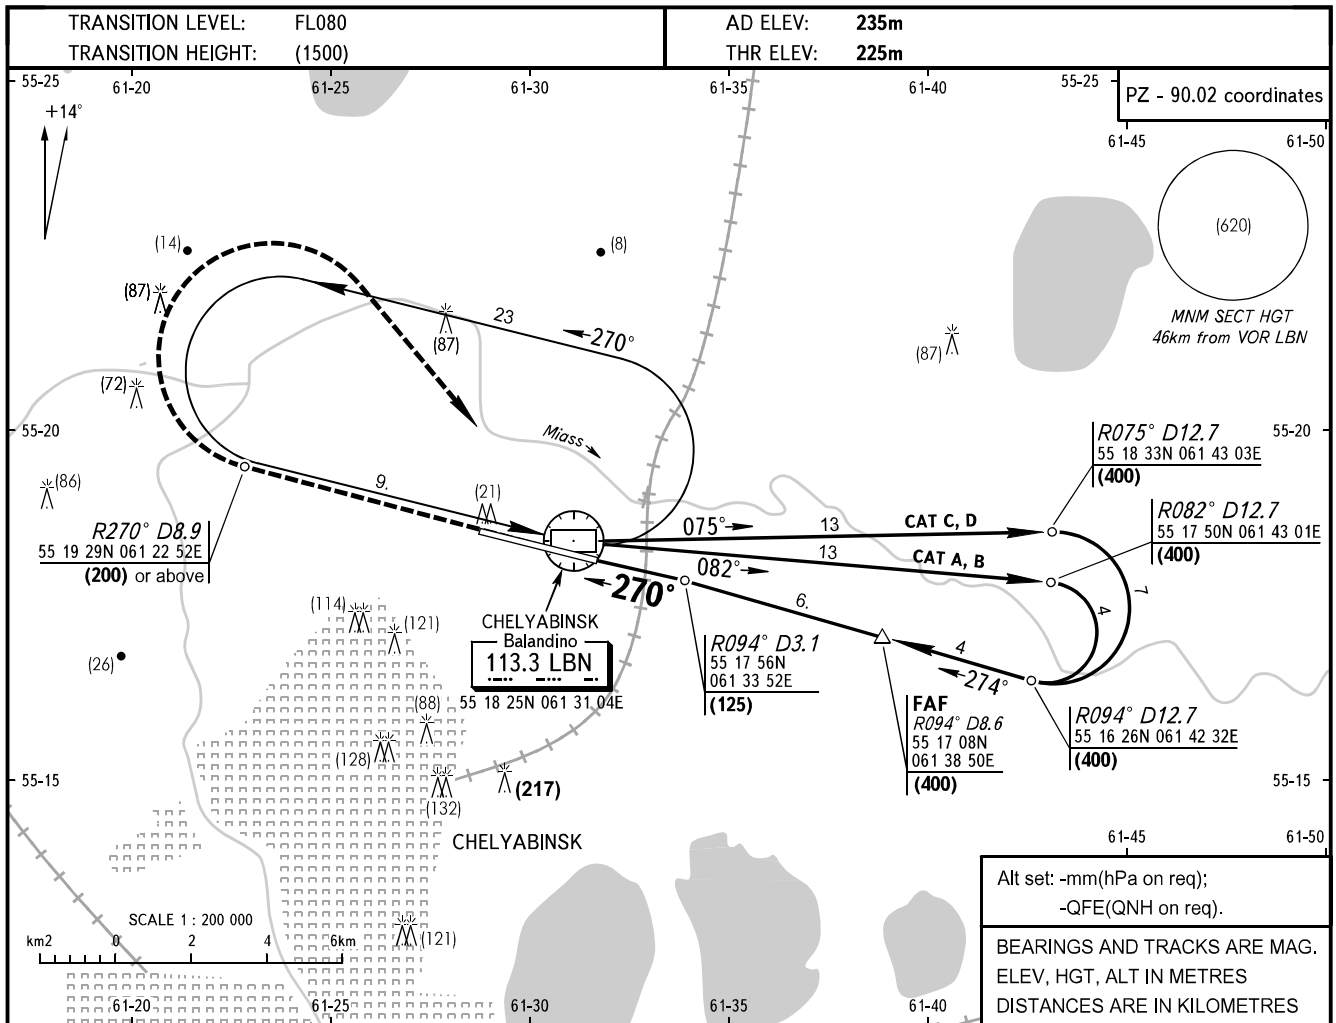 TRANSITION LEVEL: FL080
TRANSITION HEIGHT: (1500)
AD ELEV: 235m
THR ELEV: 225m
55-25
61-20
61-25
61-30
61-35
61-40
55-25
PZ - 90.02 coordinates
61-45
61-50
+14°
(620)
MNM SECT HGT
46km from VOR LBN
(14)
(8)
(87)
(87)
(87)
23
270°
(72)
55-20
55-20
Miass
(86)
9.
(21)
R270° D8.9
55 19 29N 061 22 52E
(200) or above
075°
13
CAT C, D
13
CAT A, B
082°
270°
R075° D12.7
55 18 33N 061 43 03E
(400)
R082° D12.7
55 17 50N 061 43 01E
(400)
7
4
6.
4
274°
(114)
(121)
(26)
CHELYABINSK
Balandino
113.3 LBN
55 18 25N 061 31 04E
R094° D3.1
55 17 56N
061 33 52E
(125)
FAF
R094° D8.6
55 17 08N
061 38 50E
(400)
R094° D12.7
55 16 26N 061 42 32E
(400)
(88)
(128)
55-15
(132)
(217)
55-15
CHELYABINSK
61-45
61-50
Alt set: -mm(hPa on req);
-QFE(QNH on req).
SCALE 1 : 200 000
km2 0 2 4 6km
(121)
BEARINGS AND TRACKS ARE MAG.
ELEV, HGT, ALT IN METRES
DISTANCES ARE IN KILOMETRES
61-20
61-25
61-30
61-35
61-40